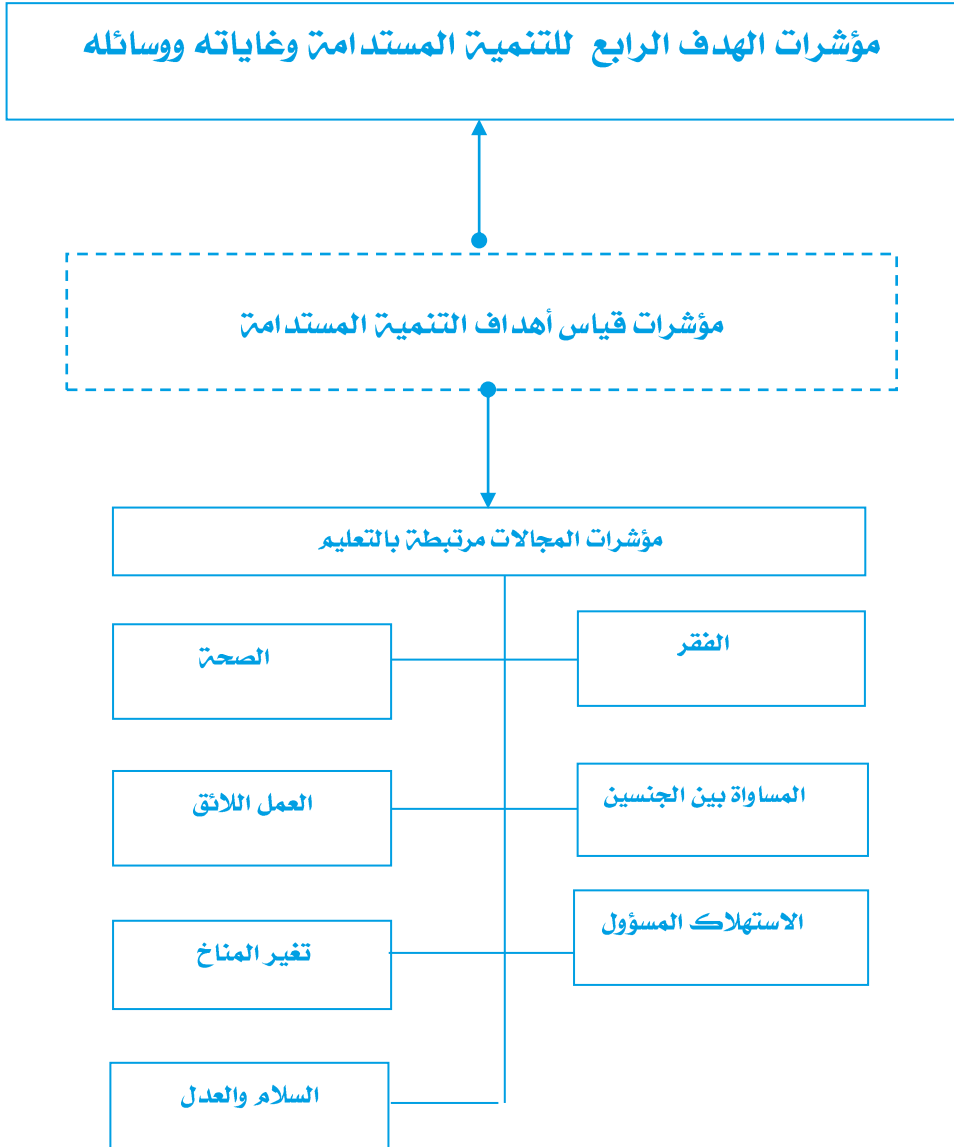 مؤشرات الهدف الرابع للتنمية المستدامة وغاياته ووسائله
مؤشرات قياس أهداف التنمية المستدامة
مؤشرات المجالات مرتبطة بالتعليم
الفقر
الصحة
المساواة بين الجنسين
العمل اللائق
الاستهلاك المسؤول
تغير المناخ
السلام والعدل